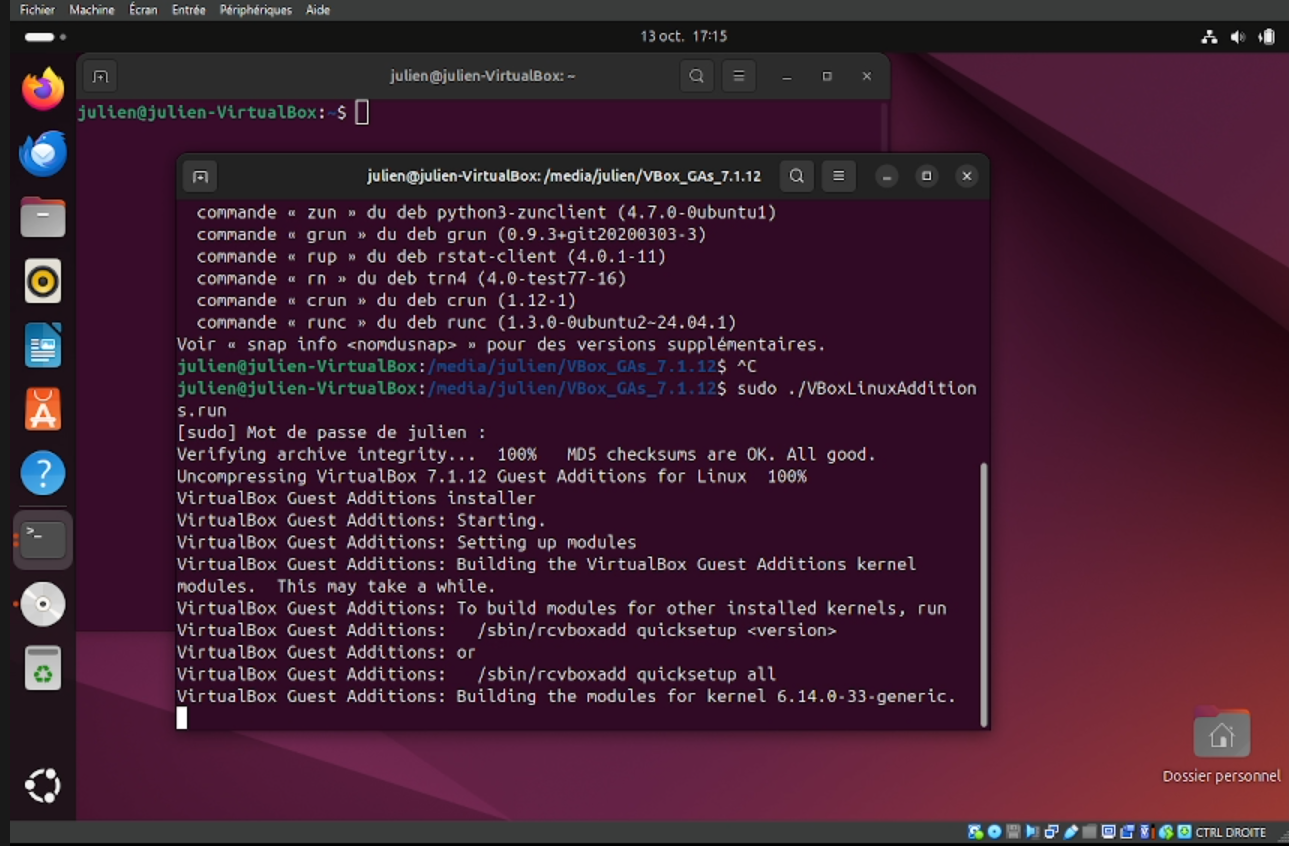 Fichier Machine Écran Entrée Périphériques Aide
13 oct. 17:15
julien@julien-VirtualBox: ~
julien@julien-VirtualBox:~$
julien@julien-VirtualBox: /media/julien/VBox_GAs_7.1.12
commande « zun » du deb python3-zunclient (4.7.0-0ubuntu1)
commande « grun » du deb grun (0.9.3+git20200303-3)
commande « rup » du deb rstat-client (4.0.1-11)
commande « rn » du deb trn4 (4.0-test77-16)
commande « crun » du deb crun (1.12-1)
commande « runc » du deb runc (1.3.0-0ubuntu2~24.04.1)
Voir « snap info <nomdusnap> » pour des versions supplémentaires.
julien@julien-VirtualBox:/media/julien/VBox_GAs_7.1.12$ ^C
julien@julien-VirtualBox:/media/julien/VBox_GAs_7.1.12$ sudo ./VBoxLinuxAddition
s.run
[sudo] Mot de passe de julien :
Verifying archive integrity... 100% MD5 checksums are OK. All good.
Uncompressing VirtualBox 7.1.12 Guest Additions for Linux 100%
VirtualBox Guest Additions installer
VirtualBox Guest Additions: Starting.
VirtualBox Guest Additions: Setting up modules
VirtualBox Guest Additions: Building the VirtualBox Guest Additions kernel
modules. This may take a while.
VirtualBox Guest Additions: To build modules for other installed kernels, run
VirtualBox Guest Additions: /sbin/rcvboxadd quicksetup <version>
VirtualBox Guest Additions: or
VirtualBox Guest Additions: /sbin/rcvboxadd quicksetup all
VirtualBox Guest Additions: Building the modules for kernel 6.14.0-33-generic.
Dossier personnel
CTRL DROITE